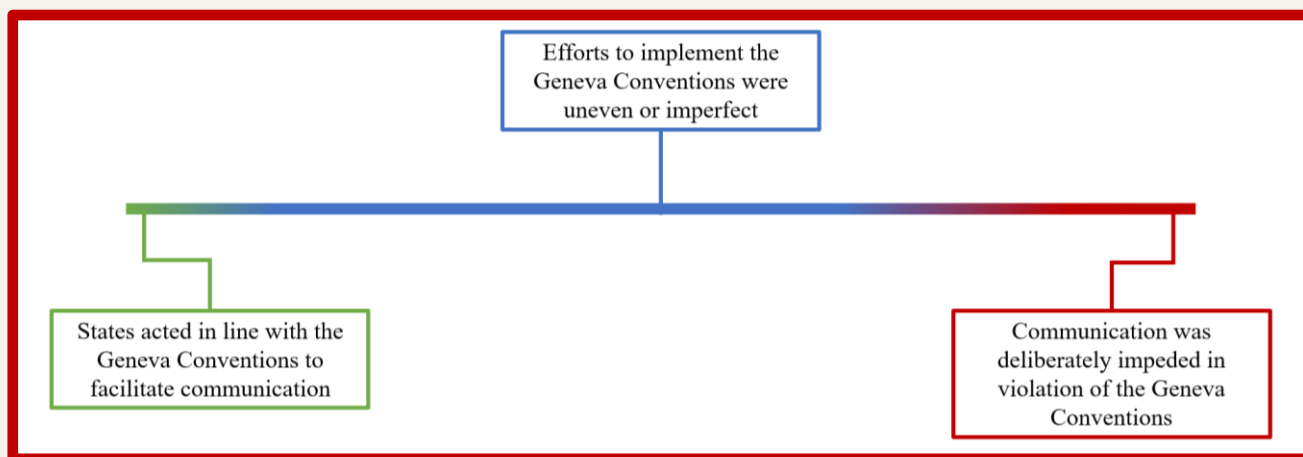 Efforts to implement the
Geneva Conventions were
uneven or imperfect
States acted in line with the
Geneva Conventions to
facilitate communication
Communication was
deliberately impeded in
violation of the Geneva
Conventions